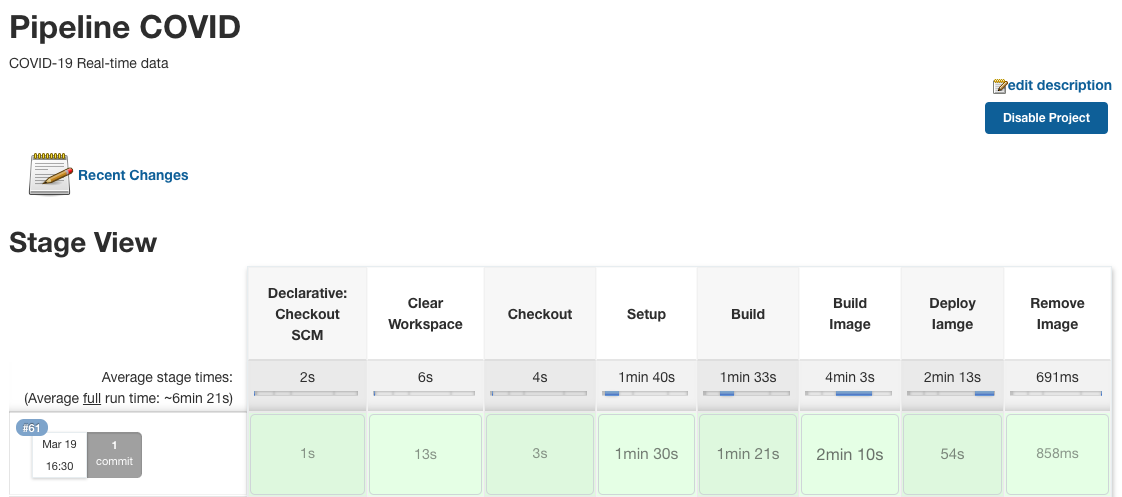 Pipeline COVID
COVID-19 Real-time data
edit description
Disable Project
Recent Changes
Stage View
Declarative:
Checkout
SCM
Clear
Workspace
Checkout
Setup
Build
Build
Image
Deploy
Iamge
Remove
Image
Average stage times:
(Average full run time: ~6min 21s)
2s
6s
4s
1min 40s
1min 33s
4min 3s
2min 13s
691ms
#61
Mar 19
16:30
1
commit
1s
13s
3s
1min 30s
1min 21s
2min 10s
54s
858ms